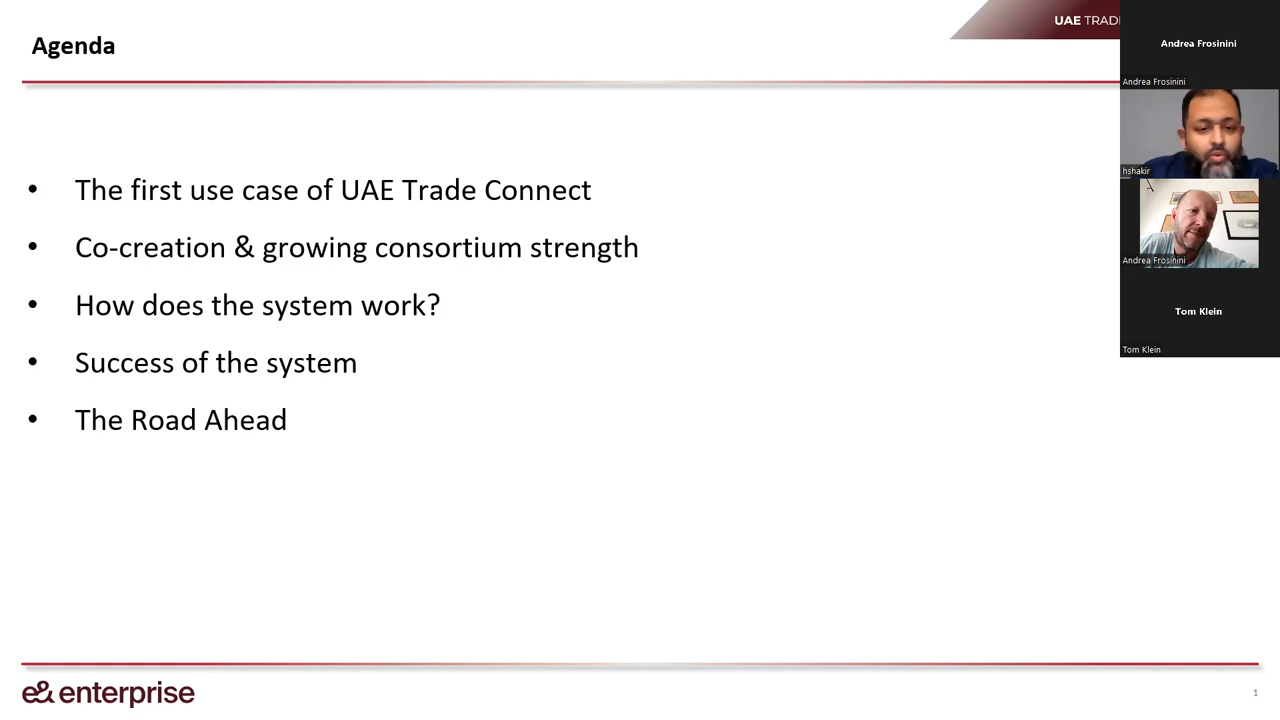 Agenda
UAE TRAD
The first use case of UAE Trade Connect
Co-creation & growing consortium strength
How does the system work?
Success of the system
The Road Ahead
e& enterprise
1
Andrea Frosinini
Andrea Frosinini
hshakir
Andrea Frosinini
Tom Klein
Tom Klein